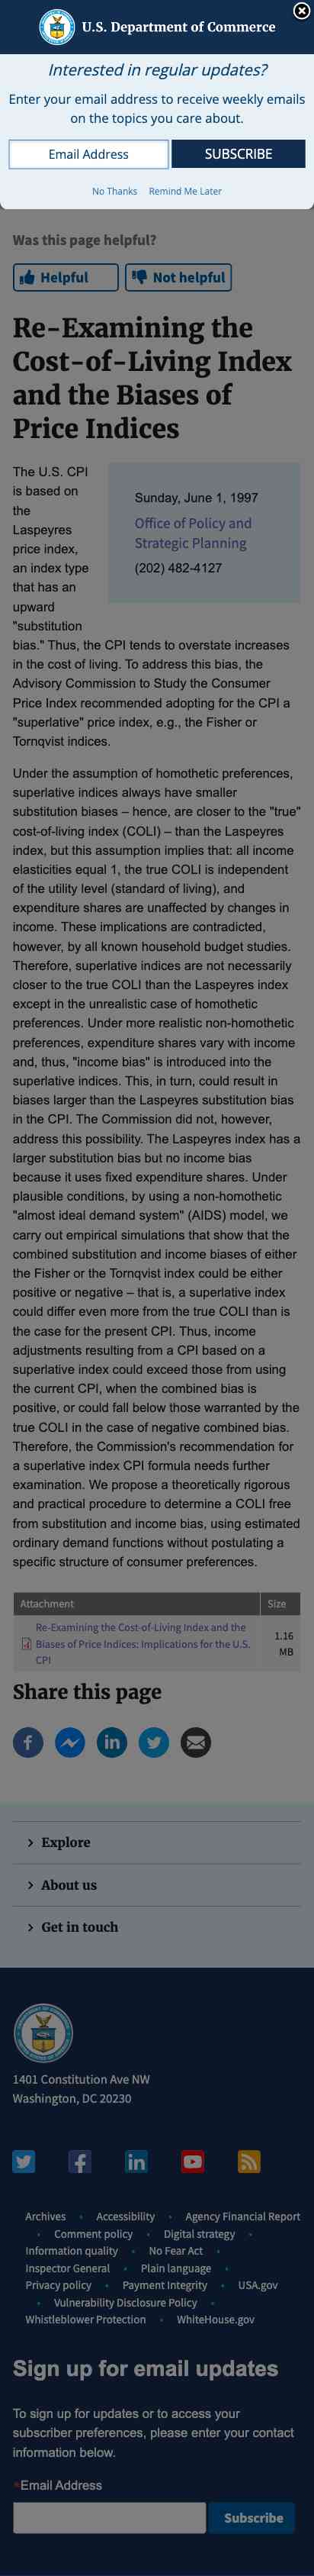 U.S. Department of Commerce
Interested in regular updates?
Enter your email address to receive weekly emails
on the topics you care about.
Email Address
SUBSCRIBE
No Thanks Remind Me Later
Was this page helpful?
Helpful
Not helpful
Re-Examining the
Cost-of-Living Index
and the Biases of
Price Indices
Sunday, June 1, 1997
Office of Policy and
Strategic Planning
(202) 482-4127
The U.S. CPI
is based on
the
Laspeyres
price index,
an index type
that has an
upward
"substitution
bias." Thus, the CPI tends to overstate increases
in the cost of living. To address this bias, the
Advisory Commission to Study the Consumer
Price Index recommended adopting for the CPI a
"superlative" price index, e.g., the Fisher or
Tornqvist indices.
Under the assumption of homothetic preferences,
superlative indices always have smaller
substitution biases – hence, are closer to the "true"
cost-of-living index (COLI) – than the Laspeyres
index, but this assumption implies that: all income
elasticities equal 1, the true COLI is independent
of the utility level (standard of living), and
expenditure shares are unaffected by changes in
income. These implications are contradicted,
however, by all known household budget studies.
Therefore, superlative indices are not necessarily
closer to the true COLI than the Laspeyres index
except in the unrealistic case of homothetic
preferences. Under more realistic non-homothetic
preferences, expenditure shares vary with income
and, thus, "income bias" is introduced into the
superlative indices. This, in turn, could result in
biases larger than the Laspeyres substitution bias
in the CPI. The Commission did not, however,
address this possibility. The Laspeyres index has a
larger substitution bias but no income bias
because it uses fixed expenditure shares. Under
plausible conditions, by using a non-homothetic
"almost ideal demand system" (AIDS) model, we
carry out empirical simulations that show that the
combined substitution and income biases of either
the Fisher or the Tornqvist index could be either
positive or negative – that is, a superlative index
could differ even more from the true COLI than is
the case for the present CPI. Thus, income
adjustments resulting from a CPI based on a
superlative index could exceed those from using
the current CPI, when the combined bias is
positive, or could fall below those warranted by the
true COLI in the case of negative combined bias.
Therefore, the Commission's recommendation for
a superlative index CPI formula needs further
examination. We propose a theoretically rigorous
and practical procedure to determine a COLI free
from substitution and income bias, using estimated
ordinary demand functions without postulating a
specific structure of consumer preferences.
Attachment Size
Re-Examining the Cost-of-Living Index and the
Biases of Price Indices: Implications for the U.S.
CPI
1.16
MB
Share this page
Explore
About us
Get in touch
1401 Constitution Ave NW
Washington, DC 20230
Archives • Accessibility • Agency Financial Report
• Comment policy • Digital strategy •
Information quality • No Fear Act •
Inspector General • Plain language •
Privacy policy • Payment Integrity • USA.gov
• Vulnerability Disclosure Policy •
Whistleblower Protection • WhiteHouse.gov
Sign up for email updates
To sign up for updates or to access your
subscriber preferences, please enter your contact
information below.
*Email Address
Subscribe